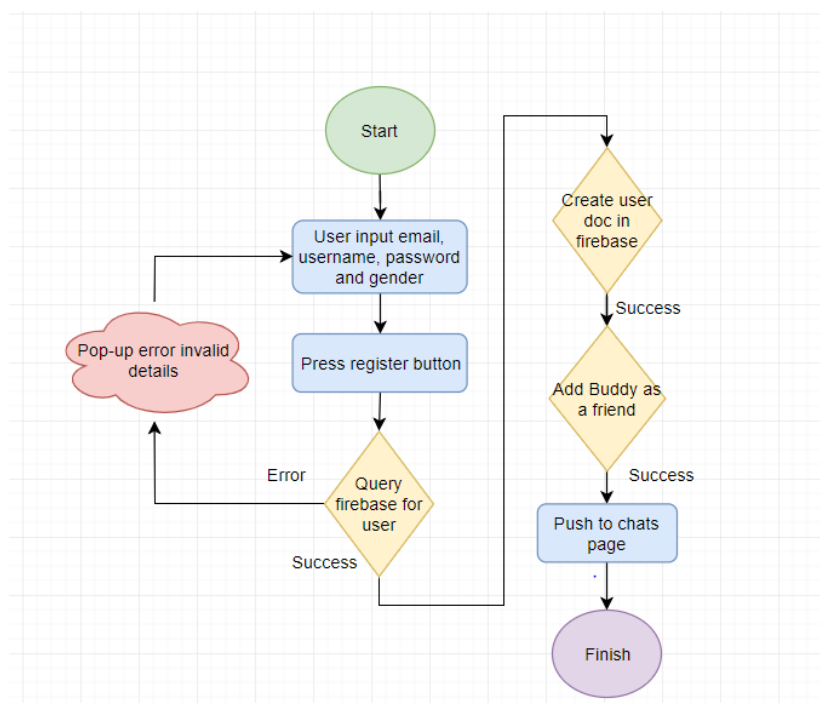 Start
User input email,
username, password
and gender
Press register button
Query
firebase for
user
Error
Pop-up error invalid
details
Success
Create user
doc in
firebase
Success
Add Buddy as
a friend
Success
Push to chats
page
Finish